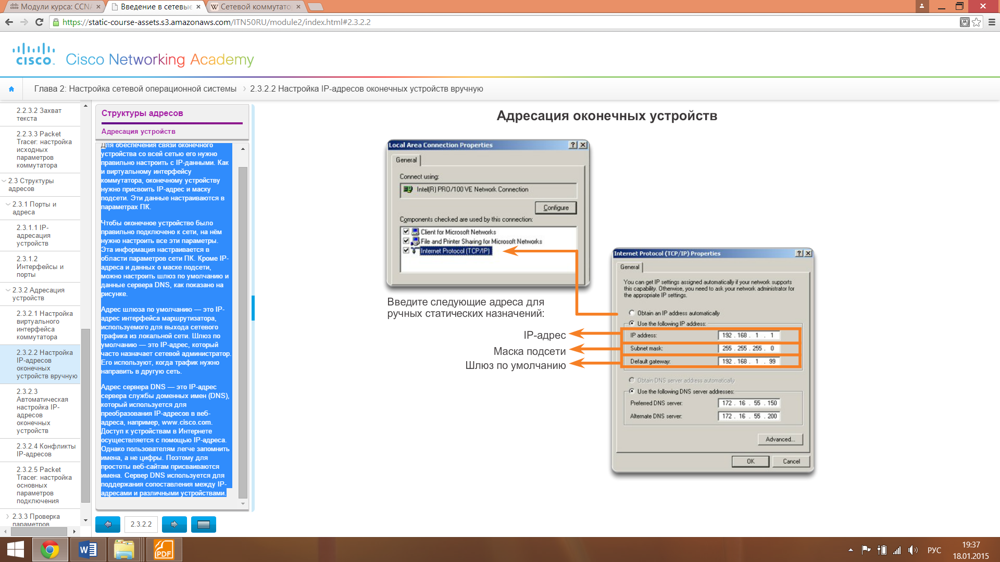 Модули курса: CCNA
Введение в сетевые
Сетевой коммутатор
https://static-course-assets.s3.amazonaws.com/ITN50RU/module2/index.html#2.3.2.2
cisco
Cisco Networking Academy
Глава 2: Настройка сетевой операционной системы
2.3.2.2 Настройка IP-адресов оконечных устройств вручную
2.2.3.2 Захват
текста
2.2.3.3 Packet
Tracer: настройка
исходных
параметров
коммутатора
2.3 Структуры
адресов
2.3.1 Порты и
адреса
2.3.1.1 IP-
адресация
устройств
2.3.1.2
Интерфейсы и
порты
2.3.2 Адресация
устройств
2.3.2.1 Настройка
виртуального
интерфейса
коммутатора
2.3.2.2 Настройка
IP-адресов
оконечных
устройств вручную
2.3.2.3
Автоматическая
настройка IP-
адресов
оконечных
устройств
2.3.2.4 Конфликты
IP-адресов
2.3.2.5 Packet
Tracer: настройка
основных
параметров
подключения
2.3.3 Проверка
параметров
Структуры адресов
Адресация устройств
Для обеспечения связи оконечного
устройства со всей сетью его нужно
правильно настроить с IP-данными. Как
и виртуальному интерфейсу
коммутатора, оконечному устройству
нужно присвоить IP-адрес и маску
подсети. Эти данные настраиваются в
параметрах ПК.
Чтобы оконечное устройство было
правильно подключено к сети, на нём
нужно настроить все эти параметры.
Эта информация настраивается в
области параметров сети ПК. Кроме IP-
адреса и данных о маске подсети,
можно настроить шлюз по умолчанию и
данные сервера DNS, как показано на
рисунке.
Адрес шлюза по умолчанию — это IP-
адрес интерфейса маршрутизатора,
используемого для выхода сетевого
трафика из локальной сети. Шлюз по
умолчанию — это IP-адрес, который
часто назначает сетевой администратор.
Его используют, когда трафик нужно
направить в другую сеть.
Адрес сервера DNS — это IP-адрес
сервера службы доменных имен (DNS),
который используется для
преобразования IP-адресов в веб-
адреса, например, www.cisco.com.
Доступ к устройствам в Интернете
осуществляется с помощью IP-адреса.
Однако пользователям легче запомнить
имена, а не цифры. Поэтому для
простоты веб-сайтам присваиваются
имена. Сервер DNS используется для
поддержания сопоставления между IP-
адресами и различными устройствами.
2.3.2.2
Адресация оконечных устройств
Local Area Connection Properties
General
Connect using:
Intel(R) PRO/100 VE Network Connection
Configure
Components checked are used by this connection:
Client for Microsoft Networks
File and Printer Sharing for Microsoft Networks
Internet Protocol (TCP/IP)
Введите следующие адреса для
ручных статических назначений:
IP-адрес
Маска подсети
Шлюз по умолчанию
Internet Protocol (TCP/IP) Properties
General
You can get IP settings assigned automatically if your network supports
this capability. Otherwise, you need to ask your network administrator for
the appropriate IP settings.
Obtain an IP address automatically
Use the following IP address:
IP address: 192 . 168 . 1 . 1
Subnet mask: 255 . 255 . 255 . 0
Default gateway: 192 . 168 . 1 . 99
Obtain DNS server address automatically
Use the following DNS server addresses:
Preferred DNS server: 172 . 16 . 55 . 150
Alternate DNS server: 172 . 16 . 55 . 200
Advanced...
OK
Cancel
PDF
РУС
19:37
18.01.2015